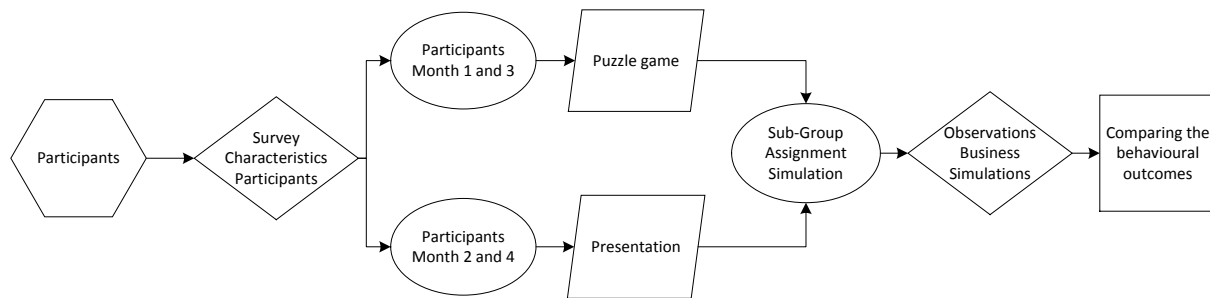 Participants
Survey
Characteristics
Participants
Participants
Month 1 and 3
Puzzle game
Participants
Month 2 and 4
Presentation
Sub-Group
Assignment
Simulation
Observations
Business
Simulations
Comparing the
behavioural
outcomes